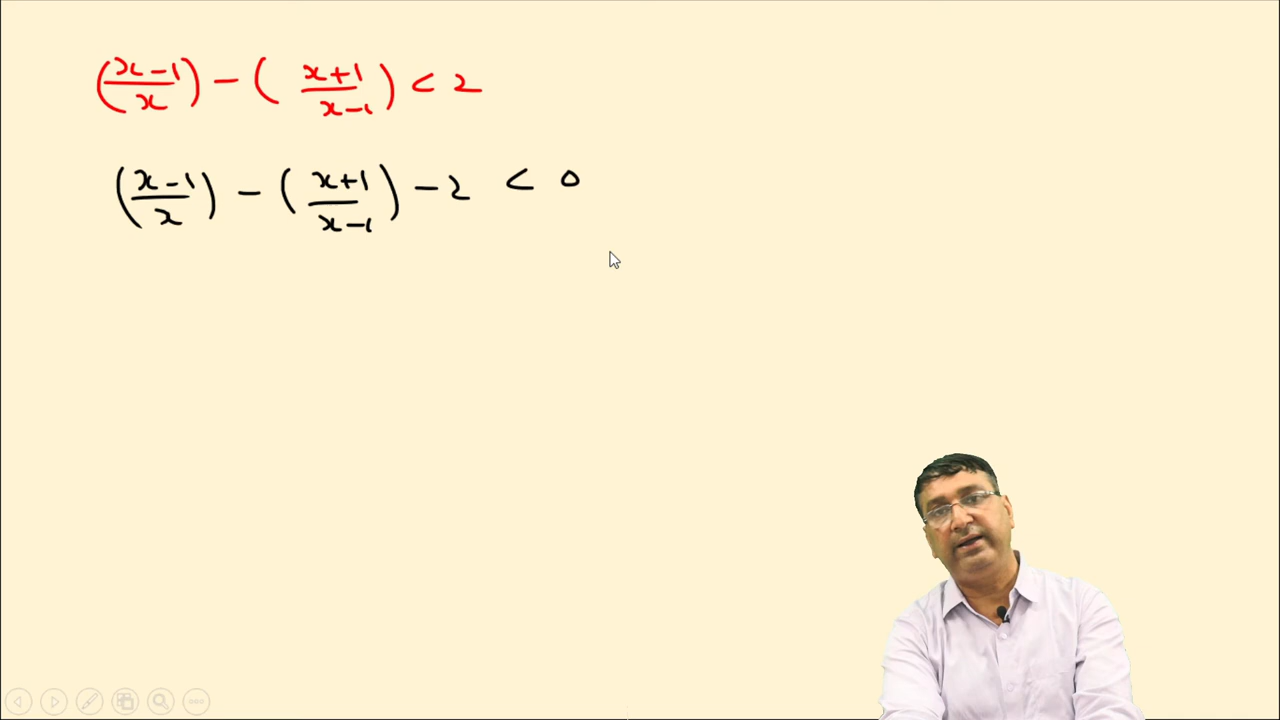 (x-1/x) - (x+1/x-1) < 2
(x-1/x) - (x+1/x-1) - 2 < 0